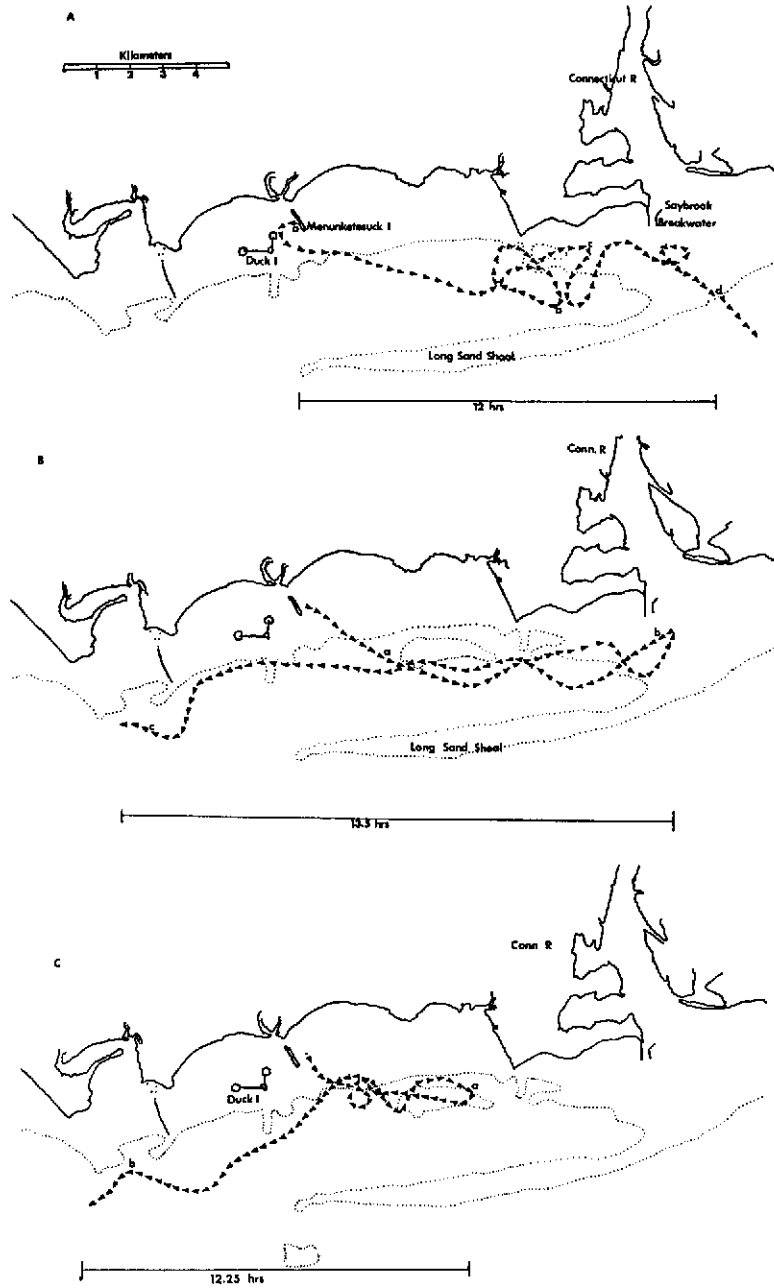 A
Kilometers
1 2 3 4
Connecticut R
Saybrook
Breakwater
Menunketesuck I
Duck I
a
b
c
d
Long Sand Shoal
12 hrs
B
Conn. R
a
b
c
Long Sand Shoal
13.5 hrs
C
Conn R
Duck I
a
b
12.25 hrs